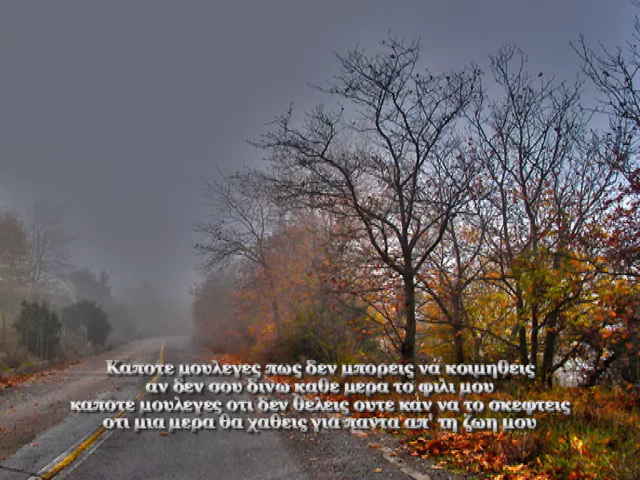 Καποτε μουλεγες πως δεν μπορεις να κοιμηθεις
αν δεν σου δινω καθε μερα το φιλι μου
καποτε μουλεγες οτι δεν θελεις ουτε κάν να το σκεφτεις
οτι μια μερα θα χαθεις για παντα απ' τη ζωη μου